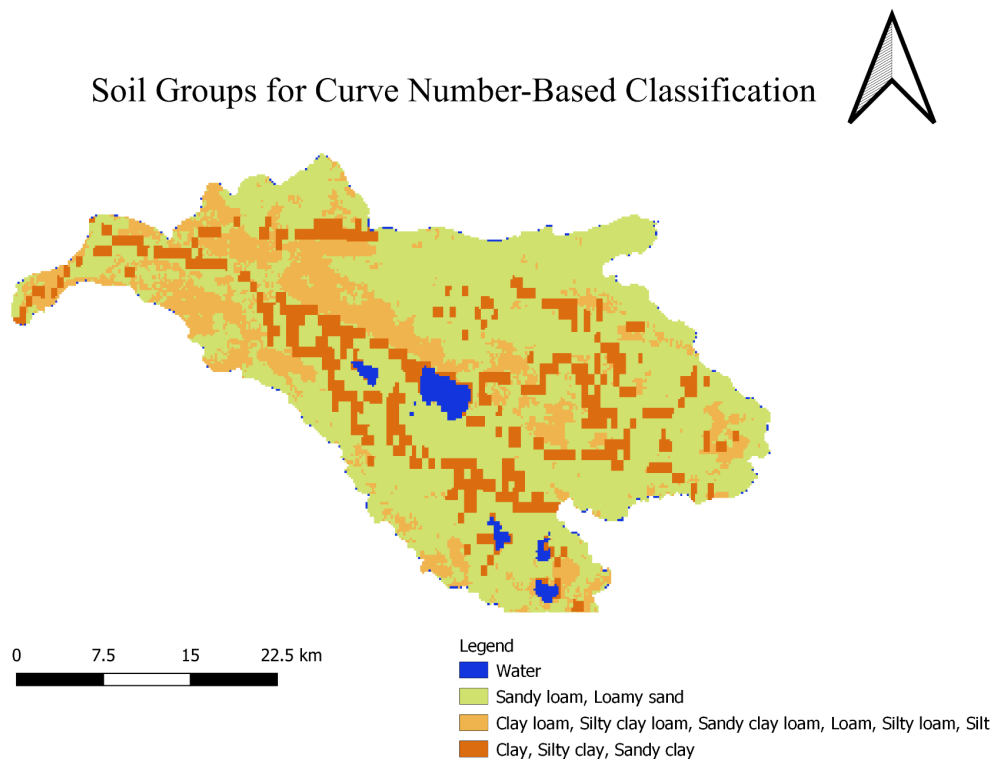 Soil Groups for Curve Number-Based Classification
0 7.5 15 22.5 km
Legend
Water
Sandy loam, Loamy sand
Clay loam, Silty clay loam, Sandy clay loam, Loam, Silty loam, Silt
Clay, Silty clay, Sandy clay